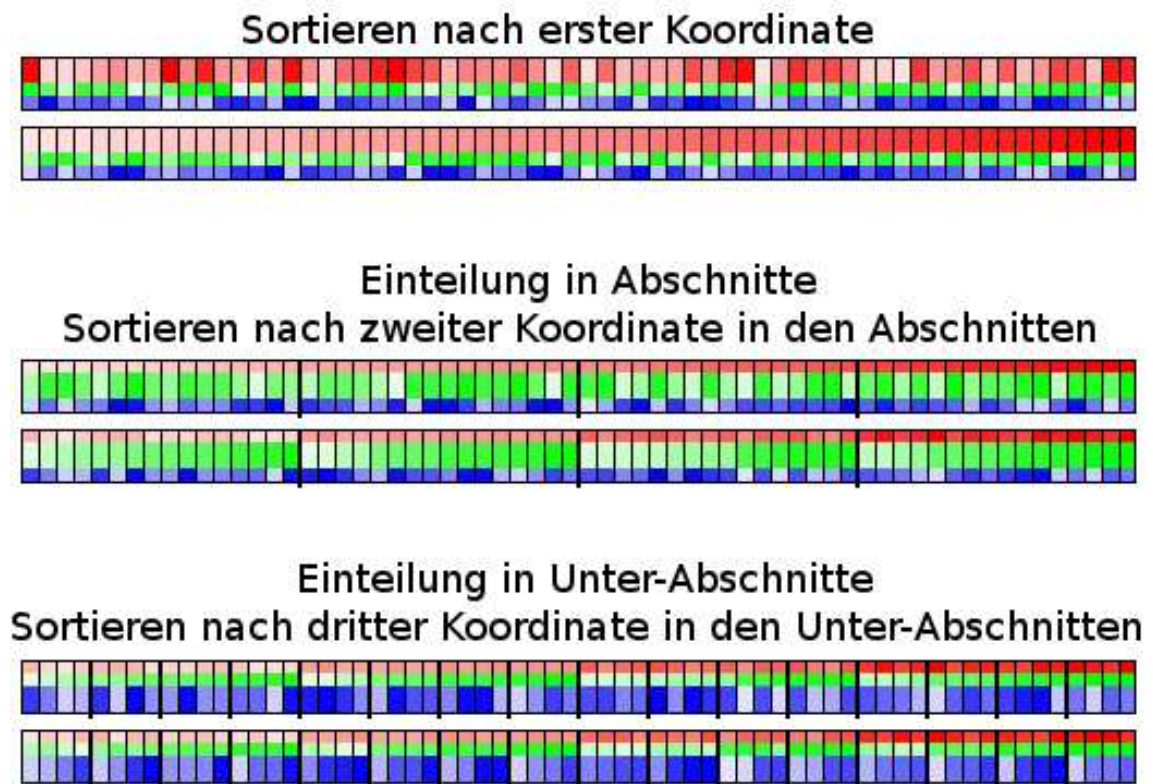 Sortieren nach erster Koordinate
Einteilung in Abschnitte
Sortieren nach zweiter Koordinate in den Abschnitten
Einteilung in Unter-Abschnitte
Sortieren nach dritter Koordinate in den Unter-Abschnitten